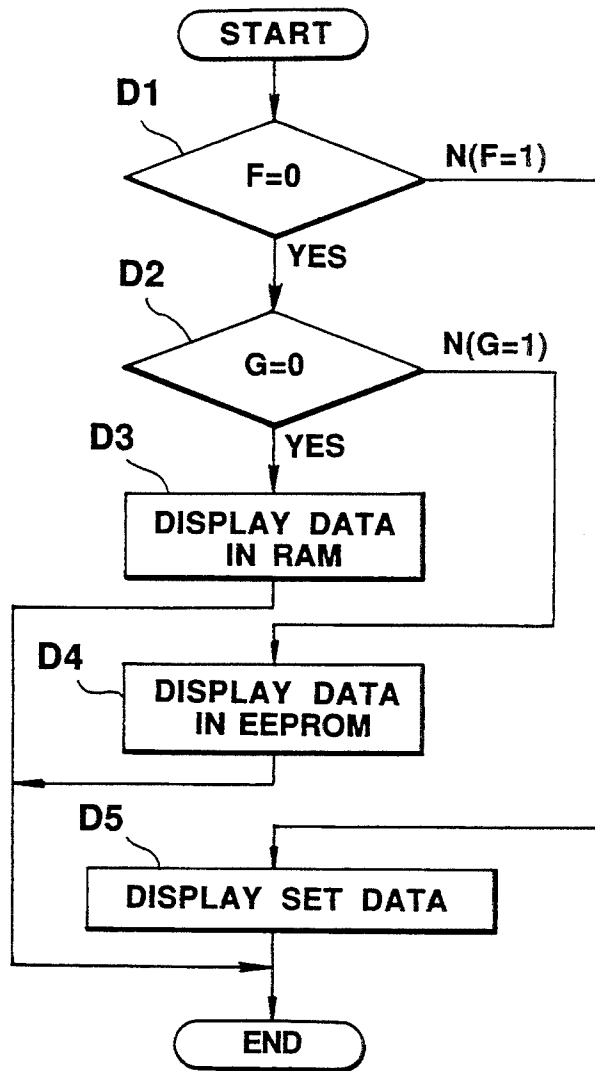 START
D1
F=0
N(F=1)
YES
D2
G=0
N(G=1)
YES
D3
DISPLAY DATA
IN RAM
D4
DISPLAY DATA
IN EEPROM
D5
DISPLAY SET DATA
END